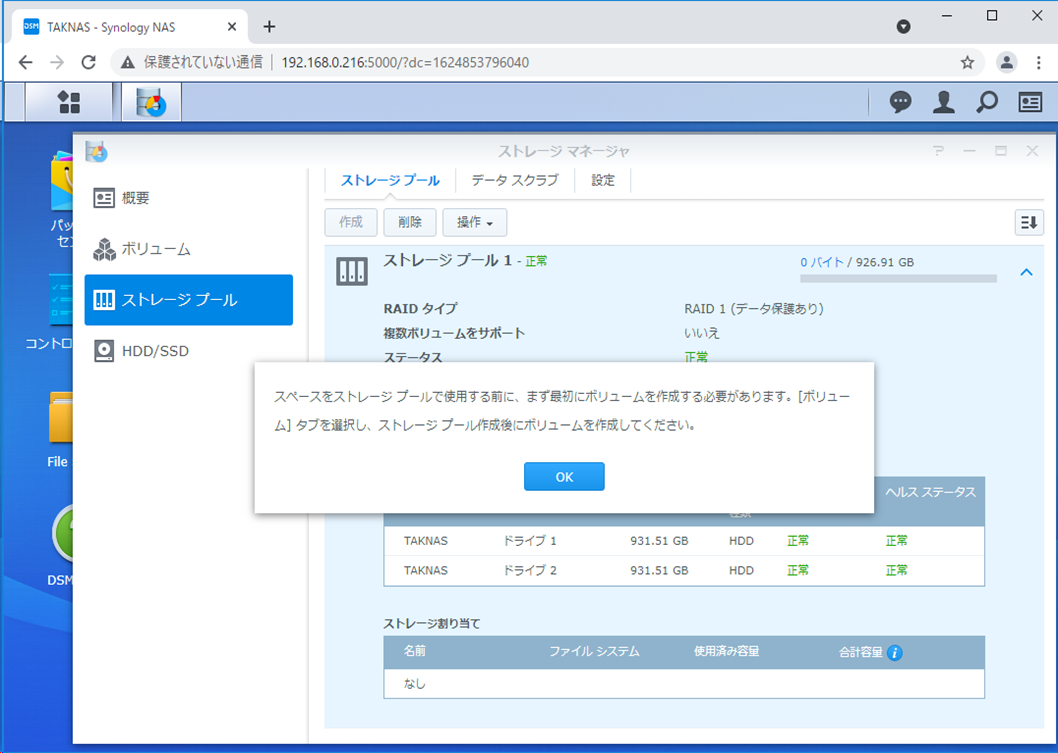 TAKNAS - Synology NAS
保護されていない通信 192.168.0.216:5000/?dc=1624853796040
ストレージ マネージャ
概要
ボリューム
ストレージ プール
HDD/SSD
パッ
セン
コントロ
File
DSM
ストレージ プール データ スクラブ 設定
作成 削除 操作
ストレージ プール 1 - 正常 0 バイト / 926.91 GB
RAID タイプ RAID 1 (データ保護あり)
複数ボリュームをサポート いいえ
ステータス 正常
スペースをストレージ プールで使用する前に、まず最初にボリュームを作成する必要があります。[ボリュー
ム] タブを選択し、ストレージ プール作成後にボリュームを作成してください。
OK
ヘルス ステータス
TAKNAS ドライブ 1 931.51 GB HDD 正常 正常
TAKNAS ドライブ 2 931.51 GB HDD 正常 正常
ストレージ割り当て
名前 ファイル システム 使用済み容量 合計容量
なし